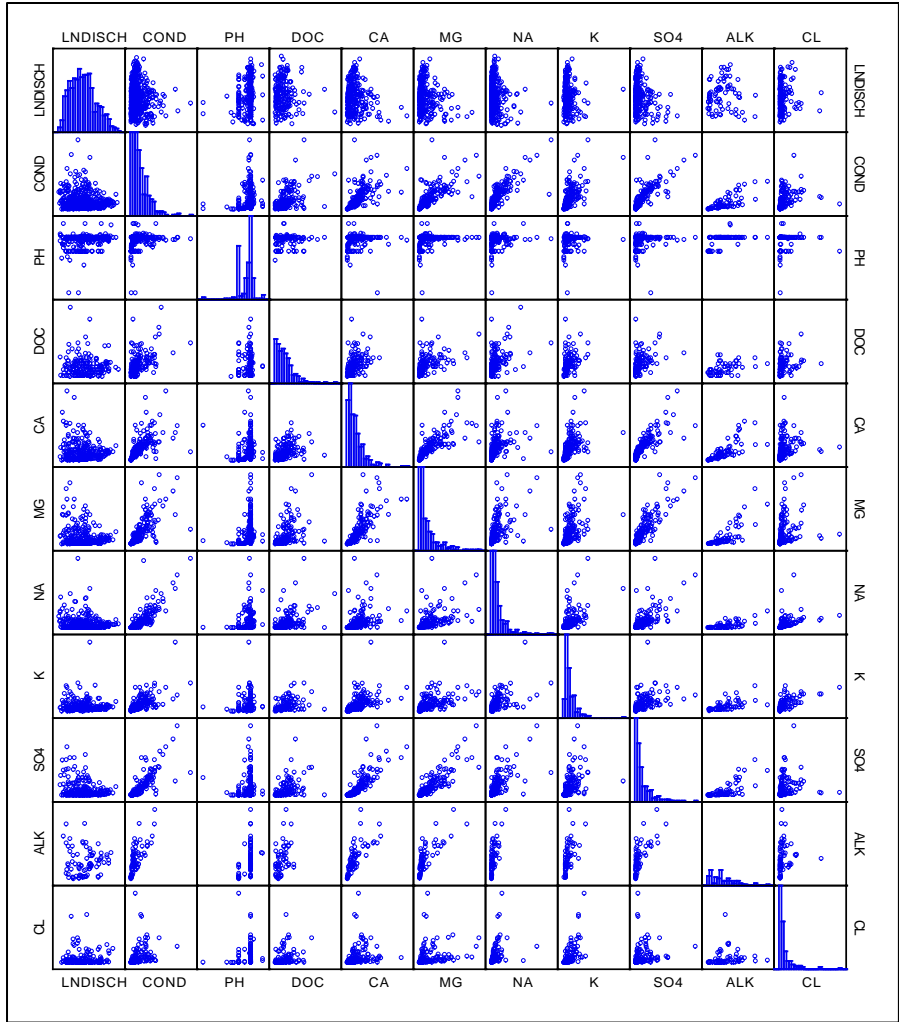 LNDISCH COND PH DOC CA MG NA K SO4 ALK CL
LNDISCH LNDISCH
COND COND
PH PH
DOC DOC
CA CA
MG MG
NA NA
K K
SO4 SO4
ALK ALK
CL CL
LNDISCH COND PH DOC CA MG NA K SO4 ALK CL